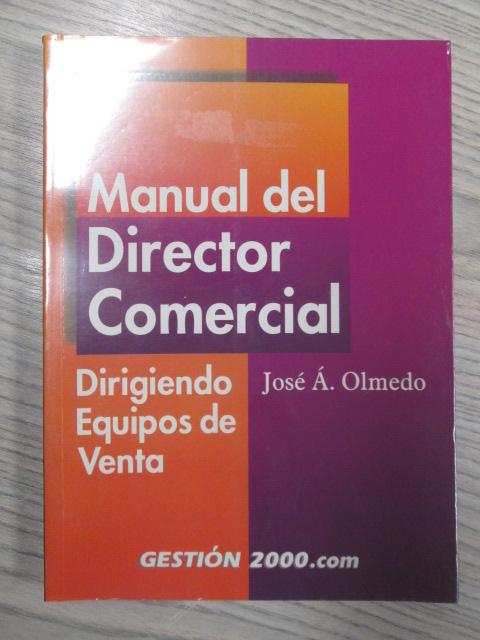 Manual del
Director
Comercial
Dirigiendo
Equipos de
Venta
José Á. Olmedo
GESTIÓN 2000.com